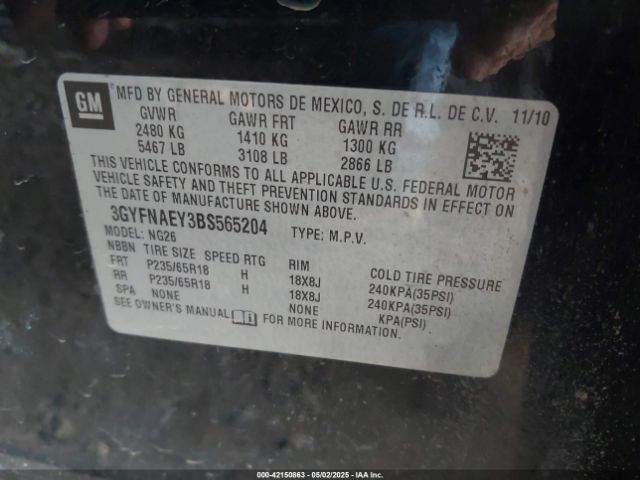 GM
MFD BY GENERAL MOTORS DE MEXICO, S. DE R.L. DE C.V. 11/10
GVWR GAWR FRT GAWR RR
2480 KG 1410 KG 1300 KG
5467 LB 3108 LB 2866 LB
THIS VEHICLE CONFORMS TO ALL APPLICABLE U.S. FEDERAL MOTOR
VEHICLE SAFETY AND THEFT PREVENTION STANDARDS IN EFFECT ON
THE DATE OF MANUFACTURE SHOWN ABOVE.
3GYFNAEY3BS565204 TYPE: M.P.V.
MODEL: NG26
NBBN TIRE SIZE SPEED RTG RIM COLD TIRE PRESSURE
FRT P235/65R18 H 18X8J 240KPA(35PSI)
RR P235/65R18 H 18X8J 240KPA(35PSI)
SPA NONE NONE KPA(PSI)
SEE OWNER'S MANUAL FOR MORE INFORMATION.
000-42150863 - 05/02/2025 - IAA Inc.